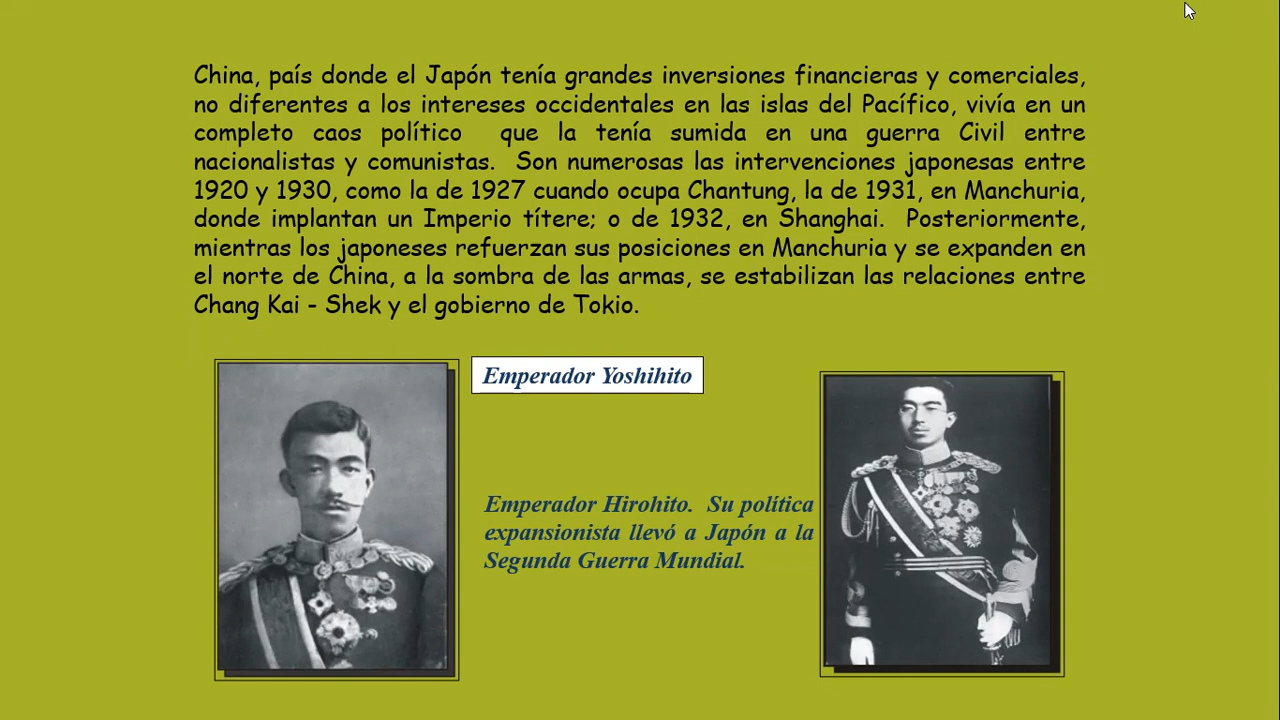 China, país donde el Japón tenía grandes inversiones financieras y comerciales,
no diferentes a los intereses occidentales en las islas del Pacífico, vivía en un
completo caos político que la tenía sumida en una guerra Civil entre
nacionalistas y comunistas. Son numerosas las intervenciones japonesas entre
1920 y 1930, como la de 1927 cuando ocupa Chantung, la de 1931, en Manchuria,
donde implantan un Imperio títere; o de 1932, en Shanghai. Posteriormente,
mientras los japoneses refuerzan sus posiciones en Manchuria y se expanden en
el norte de China, a la sombra de las armas, se estabilizan las relaciones entre
Chang Kai - Shek y el gobierno de Tokio.
Emperador Yoshihito
Emperador Hirohito. Su política
expansionista llevó a Japón a la
Segunda Guerra Mundial.